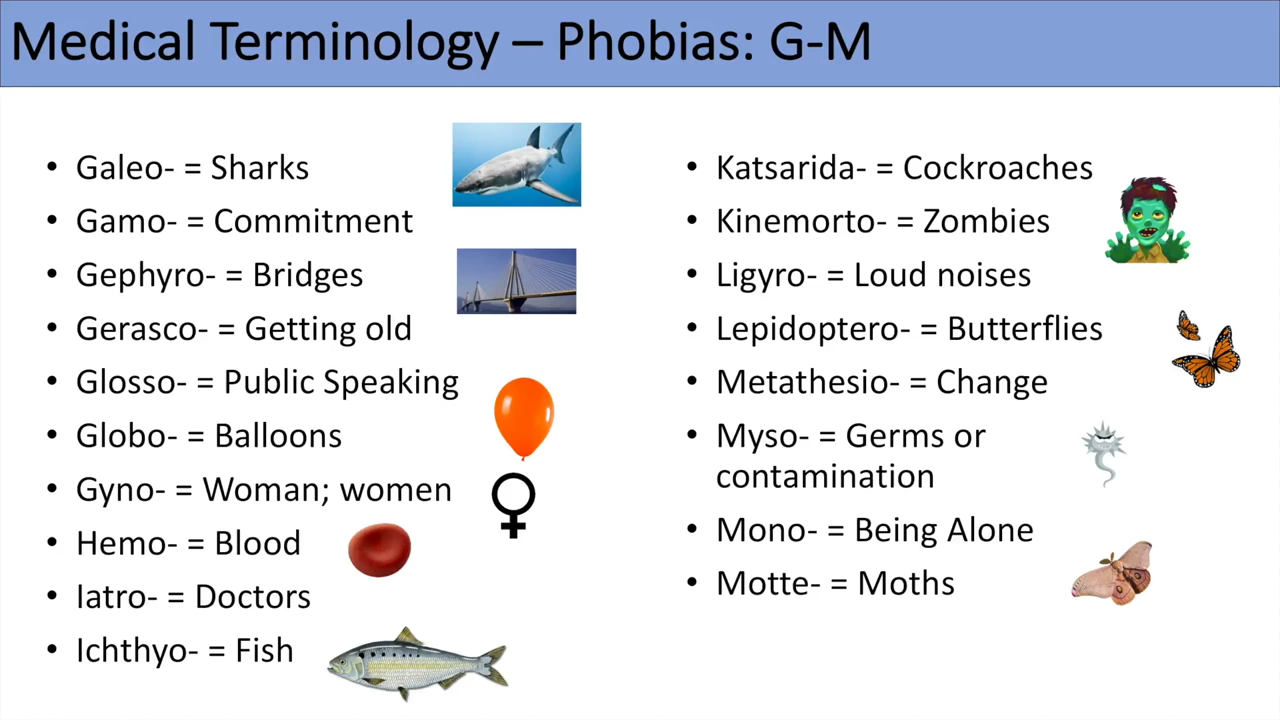 Medical Terminology – Phobias: G-M
• Galeo- = Sharks
• Gamo- = Commitment
• Gephyro- = Bridges
• Gerasco- = Getting old
• Glosso- = Public Speaking
• Globo- = Balloons
• Gyno- = Woman; women
• Hemo- = Blood
• Iatro- = Doctors
• Ichthyo- = Fish
• Katsarida- = Cockroaches
• Kinemorto- = Zombies
• Ligyro- = Loud noises
• Lepidoptero- = Butterflies
• Metathesio- = Change
• Myso- = Germs or
contamination
• Mono- = Being Alone
• Motte- = Moths